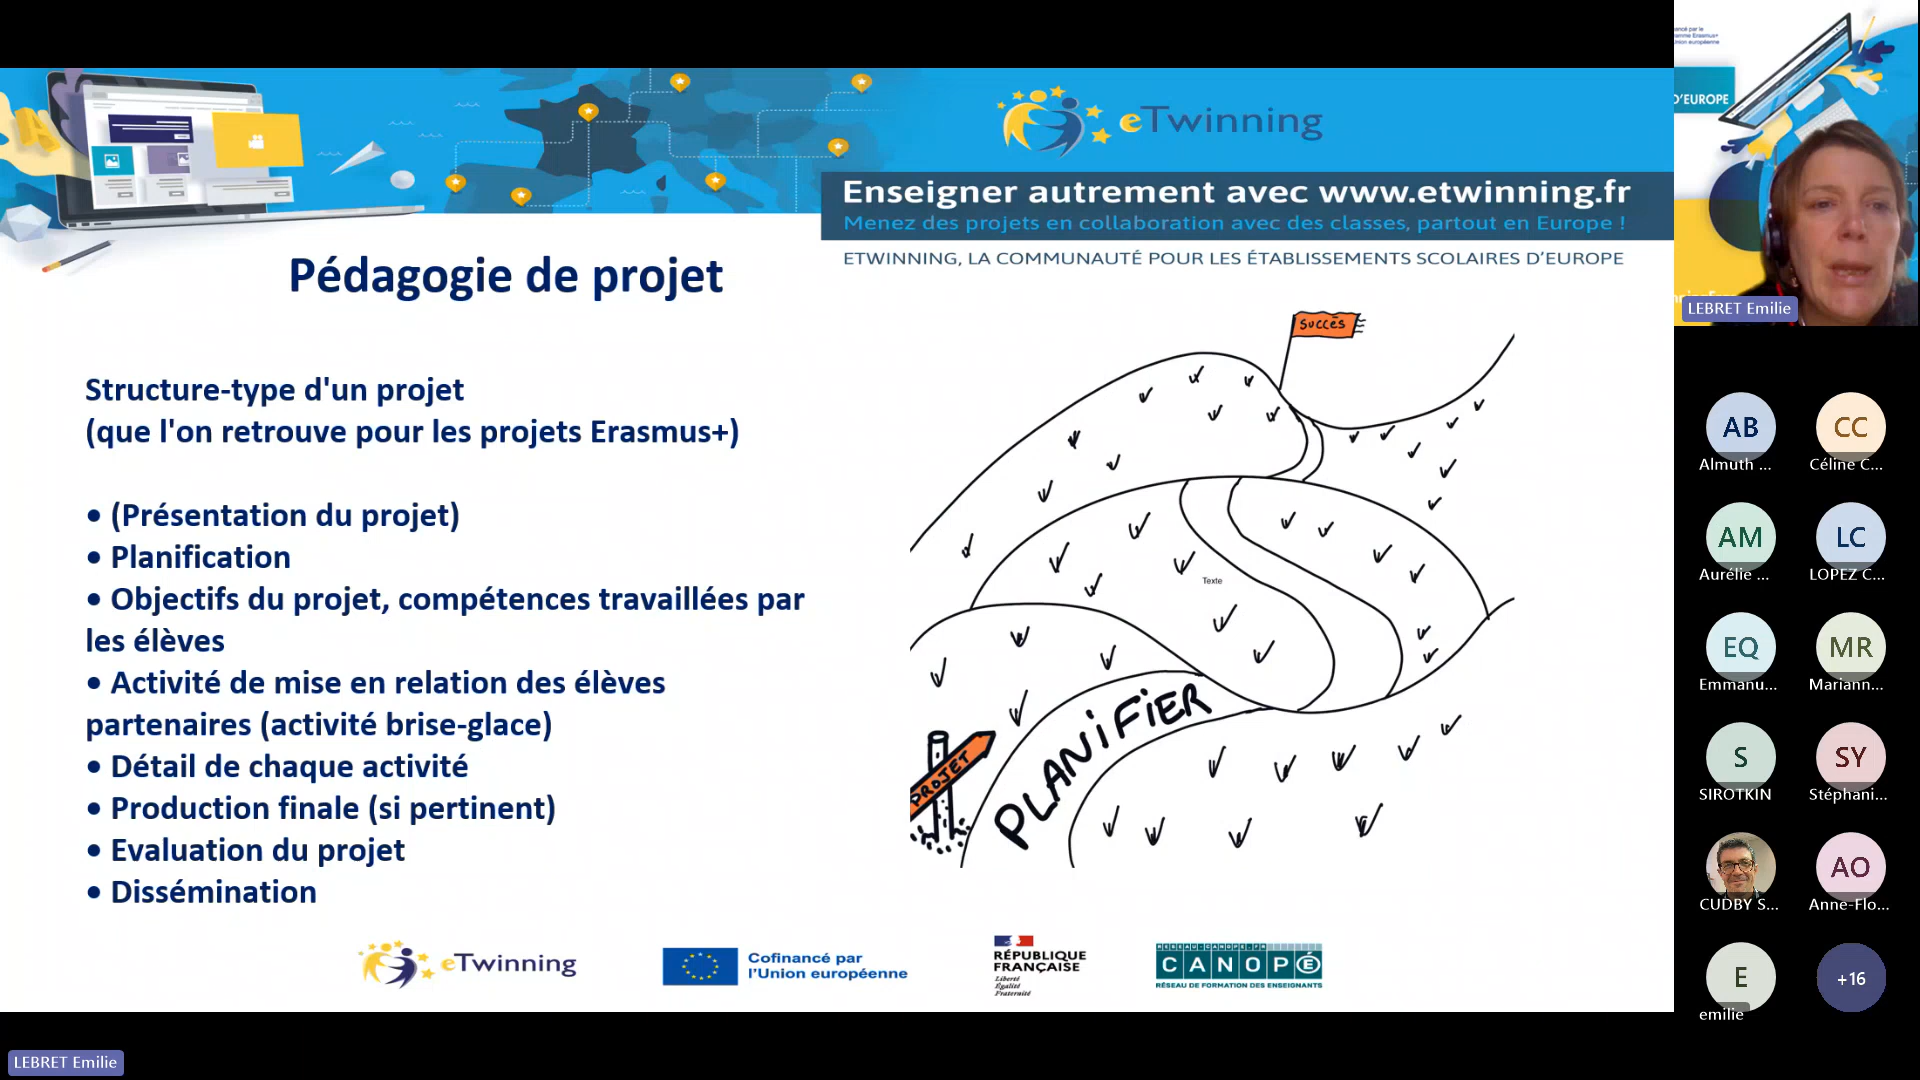 eTwinning
Enseigner autrement avec www.etwinning.fr
Menez des projets en collaboration avec des classes, partout en Europe !
ETWINNING, LA COMMUNAUTÉ POUR LES ÉTABLISSEMENTS SCOLAIRES D'EUROPE
Pédagogie de projet
Structure-type d'un projet
(que l'on retrouve pour les projets Erasmus+)
• (Présentation du projet)
• Planification
• Objectifs du projet, compétences travaillées par
les élèves
• Activité de mise en relation des élèves
partenaires (activité brise-glace)
• Détail de chaque activité
• Production finale (si pertinent)
• Evaluation du projet
• Dissémination
SUCCÈS
Texte
PLANIFIER
PROJET
eTwinning
Cofinancé par
l'Union européenne
RÉPUBLIQUE
FRANÇAISE
Liberté
Égalité
Fraternité
RESEAU-CANOPE.FR
CANOPÉ
RÉSEAU DE FORMATION DES ENSEIGNANTS
D'EUROPE
LEBRET Emilie
AB
Almuth ...
CC
Céline C...
AM
Aurélie ...
LC
LOPEZ C...
EQ
Emmanu...
MR
Mariann...
S
SIROTKIN
SY
Stéphani...
CUDBY S...
AO
Anne-Flo...
E
emilie
+16
LEBRET Emilie